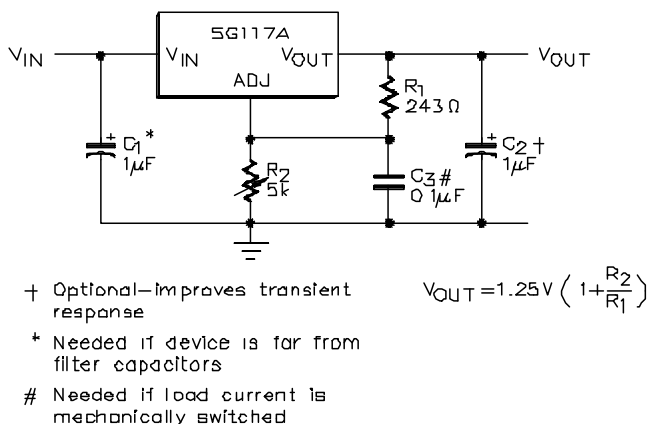 SG117A
VIN VIN VOUT VOUT
ADJ
R1
243Ω
C1*
1µF
R2
5k
C3#
0.1µF
C2†
1µF
† Optional—improves transient
response
* Needed if device is far from
filter capacitors
# Needed if load current is
mechanically switched
VOUT=1.25V(1+R2/R1)